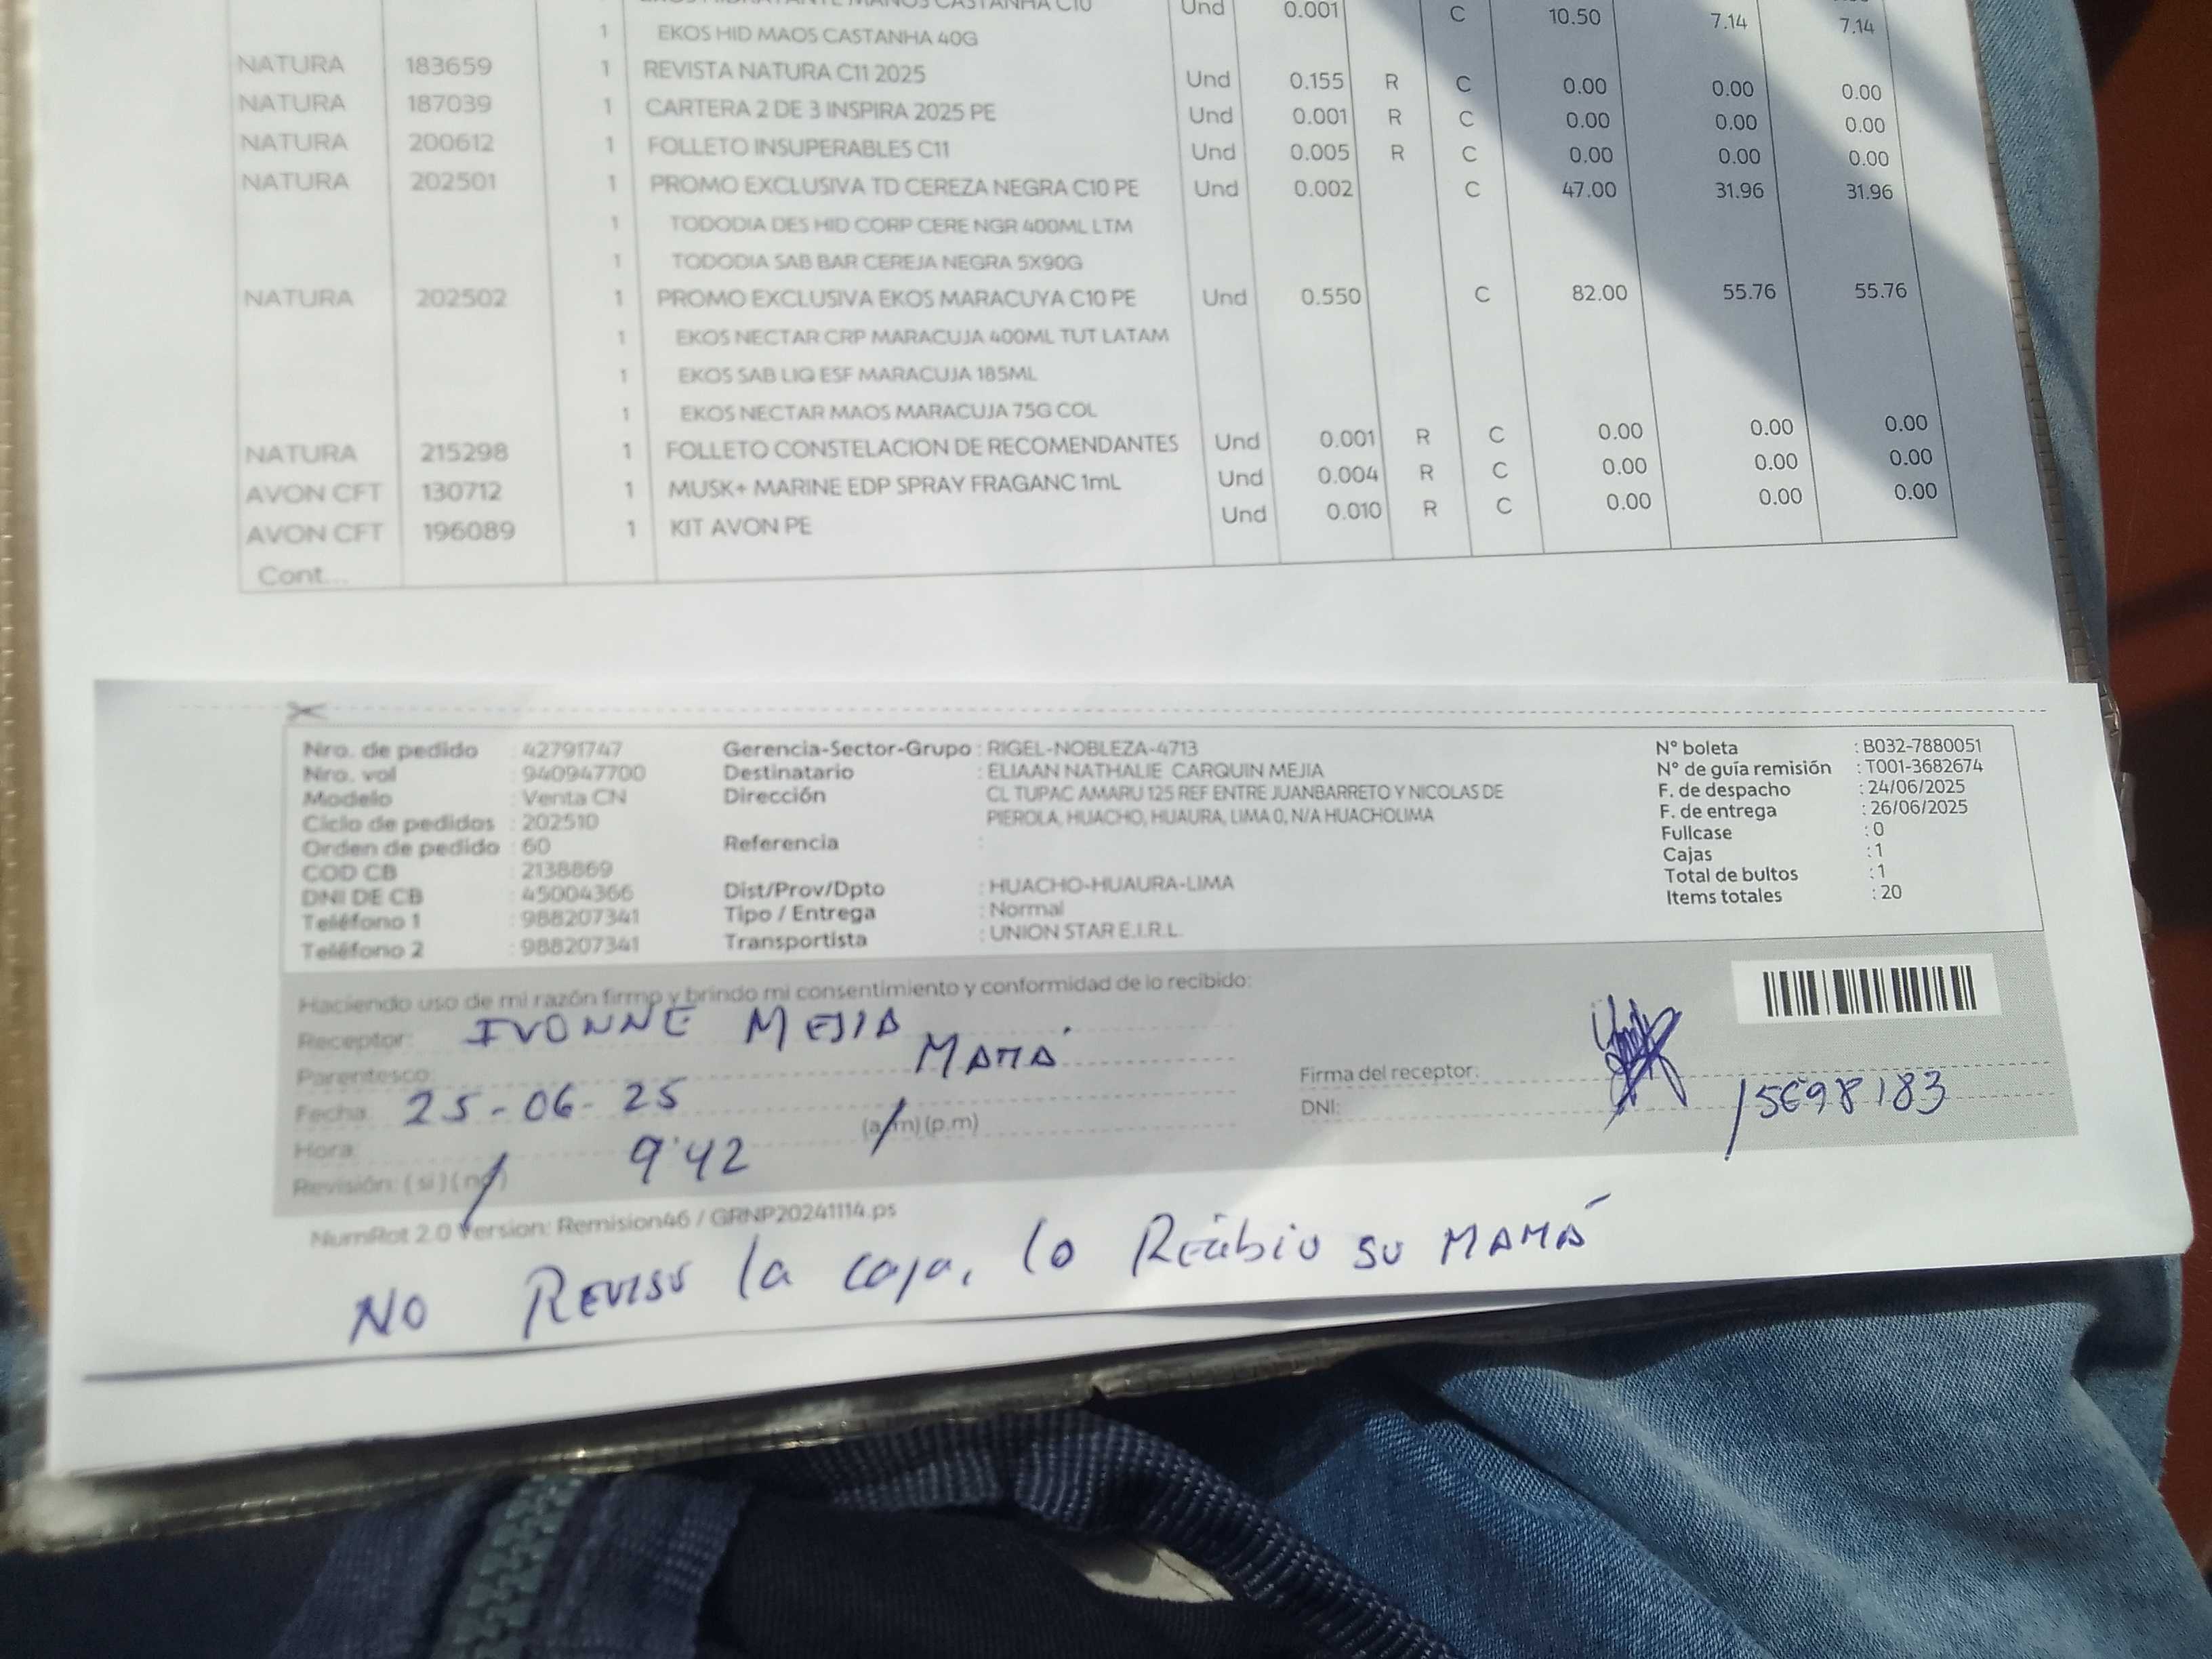 EKOS HIDRATANTE MANOS CASTANHA C10 Und 0.001 C 10.50 7.14 7.14
1 EKOS HID MAOS CASTANHA 40G
NATURA 183659 1 REVISTA NATURA C11 2025 Und 0.155 R C 0.00 0.00 0.00
NATURA 187039 1 CARTERA 2 DE 3 INSPIRA 2025 PE Und 0.001 R C 0.00 0.00 0.00
NATURA 200612 1 FOLLETO INSUPERABLES C11 Und 0.005 R C 0.00 0.00 0.00
NATURA 202501 1 PROMO EXCLUSIVA TD CEREZA NEGRA C10 PE Und 0.002 C 47.00 31.96 31.96
1 TODODIA DES HID CORP CERE NGR 400ML LTM
1 TODODIA SAB BAR CEREJA NEGRA 5X90G
NATURA 202502 1 PROMO EXCLUSIVA EKOS MARACUYA C10 PE Und 0.550 C 82.00 55.76 55.76
1 EKOS NECTAR CRP MARACUJA 400ML TUT LATAM
1 EKOS SAB LIQ ESF MARACUJA 185ML
1 EKOS NECTAR MAOS MARACUJA 75G COL
NATURA 215298 1 FOLLETO CONSTELACION DE RECOMENDANTES Und 0.001 R C 0.00 0.00 0.00
AVON CFT 130712 1 MUSK+ MARINE EDP SPRAY FRAGANC 1mL Und 0.004 R C 0.00 0.00 0.00
AVON CFT 196089 1 KIT AVON PE Und 0.010 R C 0.00 0.00 0.00
Cont...
Nro. de pedido : 42791747
Nro. vol : 940947700
Modelo : Venta CN
Ciclo de pedidos : 202510
Orden de pedido : 60
COD CB : 2138869
DNI DE CB : 45004366
Teléfono 1 : 988207341
Teléfono 2 : 988207341
Gerencia-Sector-Grupo : RIGEL-NOBLEZA-4713
Destinatario : ELIAAN NATHALIE CARQUIN MEJIA
Dirección : CL TUPAC AMARU 125 REF ENTRE JUANBARRETO Y NICOLAS DE
PIEROLA, HUACHO, HUAURA, LIMA 0, N/A HUACHOLIMA
Referencia :
Dist/Prov/Dpto : HUACHO-HUAURA-LIMA
Tipo / Entrega : Normal
Transportista : UNION STAR E.I.R.L.
N° boleta : B032-7880051
N° de guía remisión : T001-3682674
F. de despacho : 24/06/2025
F. de entrega : 26/06/2025
Fullcase : 0
Cajas : 1
Total de bultos : 1
Items totales : 20
Haciendo uso de mi razón firmo y brindo mi consentimiento y conformidad de lo recibido:
Receptor: IVONNE MEJIA
Parentesco: MAMÁ
Fecha: 25-06-25
Hora: 9:42 (a.m) (p.m)
Revisión: ( si ) ( no )
Firma del receptor:
DNI: 15698183
NumRot 2.0 Version: Remision46 / GRNP20241114.ps
NO REVISO la caja, lo Recibio su MAMÁ